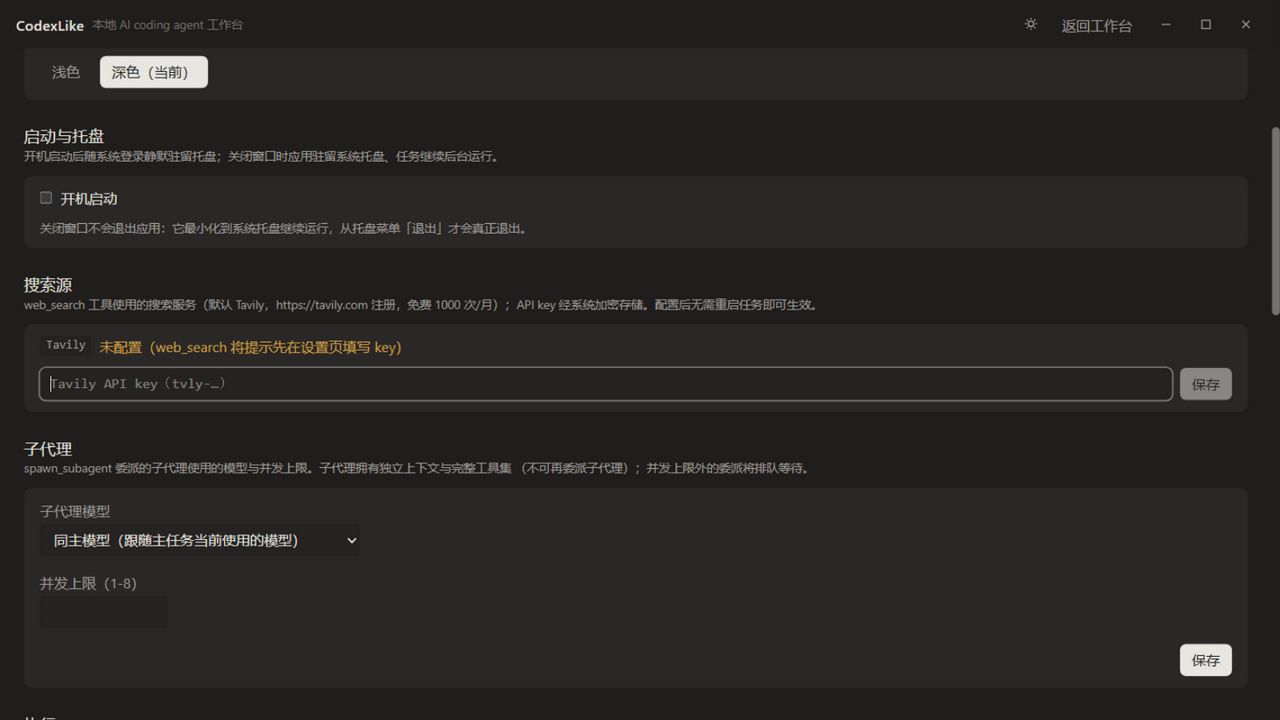 CodexLike 本地 AI coding agent 工作台
返回工作台
浅色 深色（当前）
启动与托盘
开机启动后随系统登录静默驻留托盘；关闭窗口时应用驻留系统托盘、任务继续后台运行。
开机启动
关闭窗口不会退出应用：它最小化到系统托盘继续运行，从托盘菜单「退出」才会真正退出。
搜索源
web_search 工具使用的搜索服务（默认 Tavily，https://tavily.com 注册，免费 1000 次/月）；API key 经系统加密存储。配置后无需重启任务即可生效。
Tavily 未配置（web_search 将提示先在设置页填写 key）
Tavily API key（tvly-…）
保存
子代理
spawn_subagent 委派的子代理使用的模型与并发上限。子代理拥有独立上下文与完整工具集 （不可再委派子代理）；并发上限外的委派将排队等待。
子代理模型
同主模型（跟随主任务当前使用的模型）
并发上限（1-8）
保存